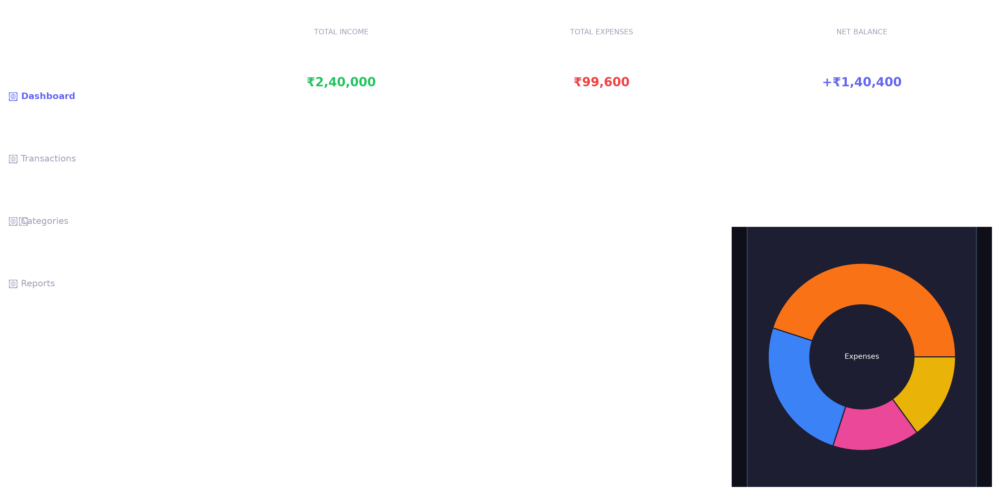 TOTAL INCOME
TOTAL EXPENSES
NET BALANCE
₹2,40,000
₹99,600
+₹1,40,400
Dashboard
Transactions
Categories
Reports
Expenses